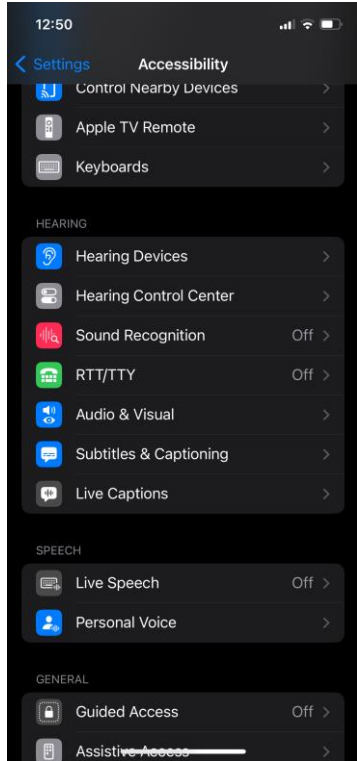 12:50
Settings
Accessibility
Control Nearby Devices
Apple TV Remote
Keyboards
HEARING
Hearing Devices
Hearing Control Center
Sound Recognition Off
RTT/TTY Off
Audio & Visual
Subtitles & Captioning
Live Captions
SPEECH
Live Speech Off
Personal Voice
GENERAL
Guided Access Off
Assistive Access